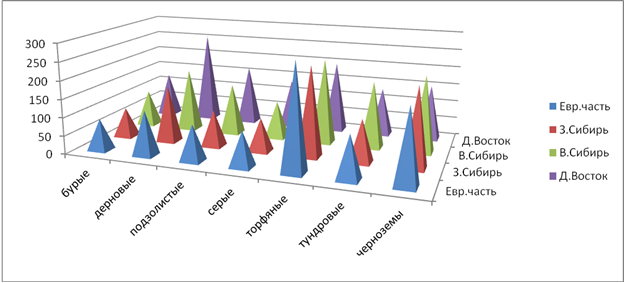 300
250
200
150
100
50
0
бурые
дерновые
подзолистые
серые
торфяные
тундровые
черноземы
Д.Восток
В.Сибирь
З.Сибирь
Евр.часть
Евр.часть
З.Сибирь
В.Сибирь
Д.Восток